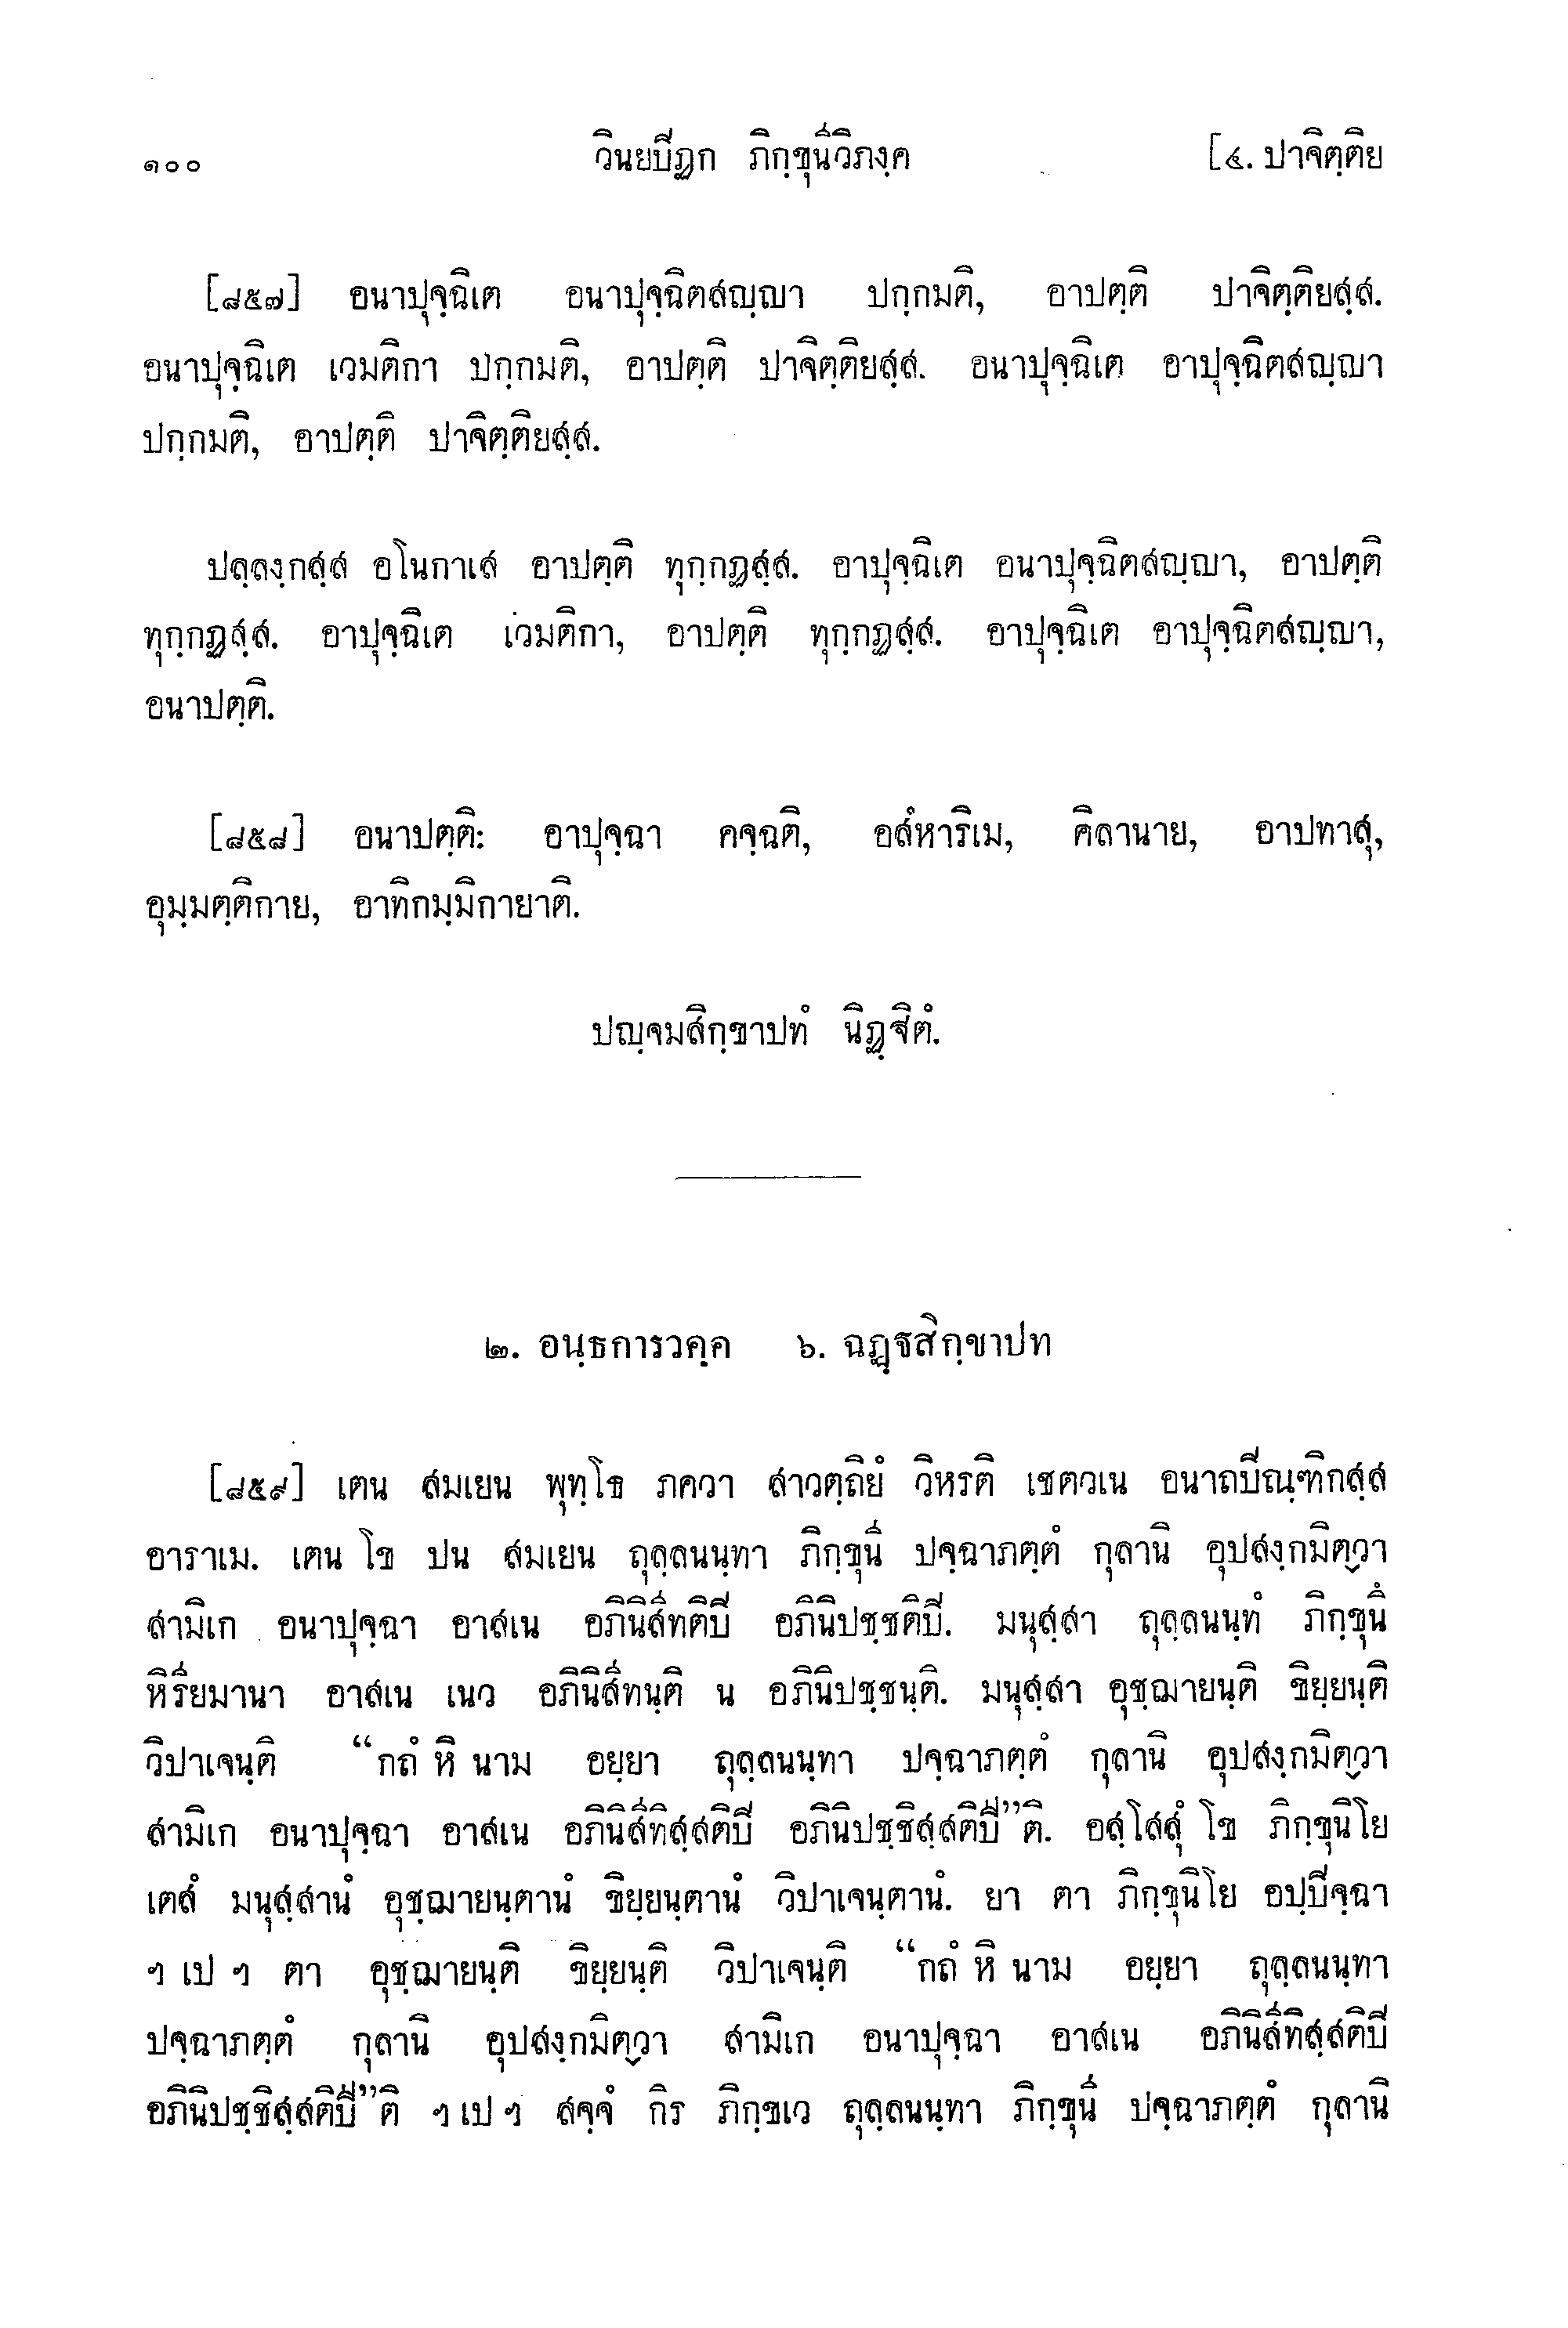 ๑๐๐ วินยปีฏก ภิกฺขุนีวิภงฺค [๔. ปาจิตฺติย
[๘๕๗] อนาปุจฺฉิเต อนาปุจฺฉิตสญฺญา ปกฺกมติ, อาปตฺติ ปาจิตฺติยสฺส.
อนาปุจฺฉิเต เวมติกา ปกฺกมติ, อาปตฺติ ปาจิตฺติยสฺส. อนาปุจฺฉิเต อาปุจฺฉิตสญฺญา
ปกฺกมติ, อาปตฺติ ปาจิตฺติยสฺส.
ปลฺลงฺกสฺส อโนกาเส อาปตฺติ ทุกฺกฏสฺส. อาปุจฺฉิเต อนาปุจฺฉิตสญฺญา, อาปตฺติ
ทุกฺกฏสฺส. อาปุจฺฉิเต เวมติกา, อาปตฺติ ทุกฺกฏสฺส. อาปุจฺฉิเต อาปุจฺฉิตสญฺญา,
อนาปตฺติ.
[๘๕๘] อนาปตฺติ: อาปุจฺฉา คจฺฉติ, อสํหาริเม, คิลานาย, อาปทาสุ,
อุมฺมตฺติกาย, อาทิกมฺมิกายาติ.
ปญฺจมสิกฺขาปทํ นิฏฺฐิตํ.
๒. อนฺธการวคฺค ๖. ฉฏฺฐสิกฺขาปท
[๘๕๙] เตน สมเยน พุทฺโธ ภควา สาวตฺถิยํ วิหรติ เชตวเน อนาถปิณฺฑิกสฺส
อาราเม. เตน โข ปน สมเยน ถุลฺลนนฺทา ภิกฺขุนี ปจฺฉาภตฺตํ กุลานิ อุปสงฺกมิตฺวา
สามิเก อนาปุจฺฉา อาสเน อภินิสีทติปิ อภินิปชฺชติปิ. มนุสฺสา ถุลฺลนนฺทํ ภิกฺขุนิํ
หิรียมานา อาสเน เนว อภินิสีทนฺติ น อภินิปชฺชนฺติ. มนุสฺสา อุชฺฌายนฺติ ขิยฺยนฺติ
วิปาเจนฺติ “กถํ หิ นาม อยฺยา ถุลฺลนนฺทา ปจฺฉาภตฺตํ กุลานิ อุปสงฺกมิตฺวา
สามิเก อนาปุจฺฉา อาสเน อภินิสีทิสฺสติปิ อภินิปชฺชิสฺสติปี”ติ. อสฺโสสุํ โข ภิกฺขุนิโย
เตสํ มนุสฺสานํ อุชฺฌายนฺตานํ ขิยฺยนฺตานํ วิปาเจนฺตานํ. ยา ตา ภิกฺขุนิโย อปฺปิจฺฉา
ฯ เป ฯ ตา อุชฺฌายนฺติ ขิยฺยนฺติ วิปาเจนฺติ “กถํ หิ นาม อยฺยา ถุลฺลนนฺทา
ปจฺฉาภตฺตํ กุลานิ อุปสงฺกมิตฺวา สามิเก อนาปุจฺฉา อาสเน อภินิสีทิสฺสติปิ
อภินิปชฺชิสฺสติปี”ติ ฯ เป ฯ สจฺจํ กิร ภิกฺขเว ถุลฺลนนฺทา ภิกฺขุนี ปจฺฉาภตฺตํ กุลานิ